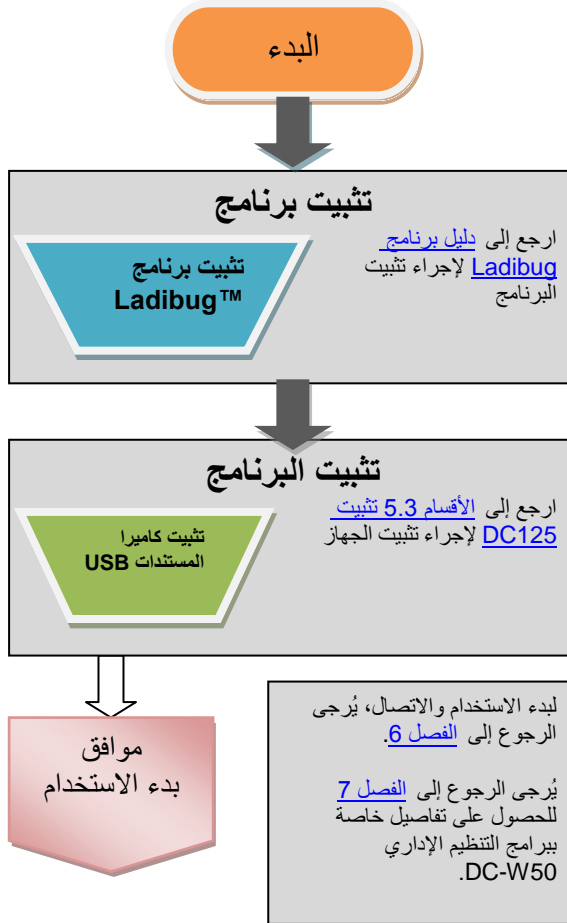 البدء
تثبيت برنامج
تثبيت برنامج
Ladibug™
ارجع إلى دليل برنامج
Ladibug لإجراء تثبيت
البرنامج
تثبيت البرنامج
تثبيت كاميرا
المستندات USB
ارجع إلى الأقسام 5.3 تثبيت
DC125 لإجراء تثبيت الجهاز
موافق
بدء الاستخدام
لبدء الاستخدام والاتصال، يُرجى
الرجوع إلى الفصل 6.
يُرجى الرجوع إلى الفصل 7
للحصول على تفاصيل خاصة
ببرامج التنظيم الإداري
DC-W50.